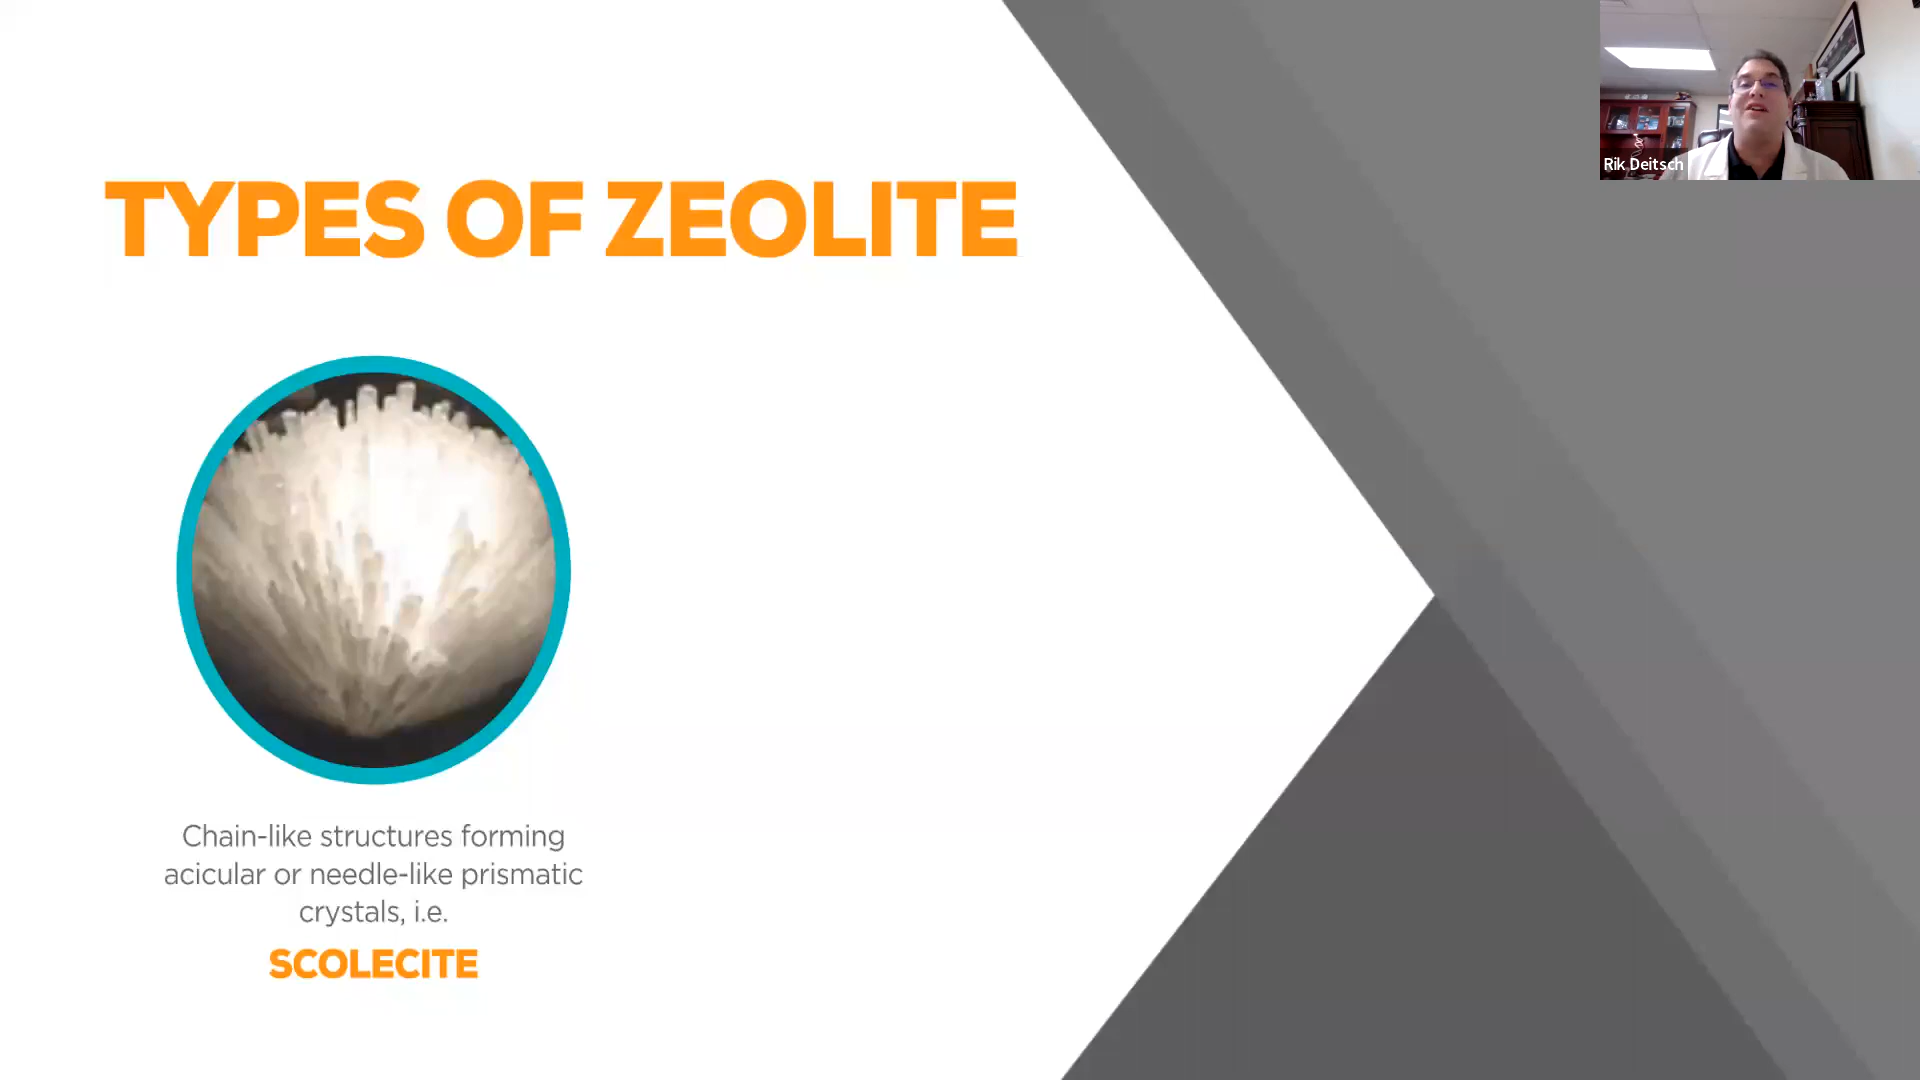 Rik Deitsch
TYPES OF ZEOLITE
Chain-like structures forming
acicular or needle-like prismatic
crystals, i.e.
SCOLECITE